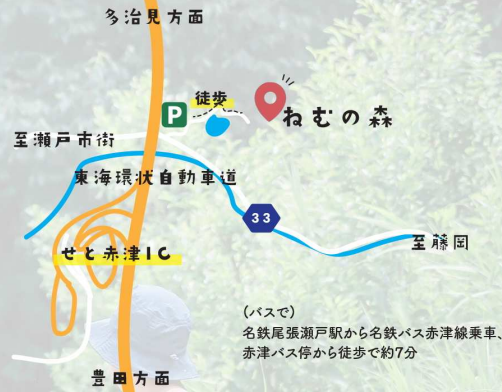 多治見方面
徒歩
P
ねむの森
至瀬戸市街
東海環状自動車道
33
至藤岡
せと赤津IC
(バスで)
名鉄尾張瀬戸駅から名鉄バス赤津線乗車、
赤津バス停から徒歩で約7分
豊田方面